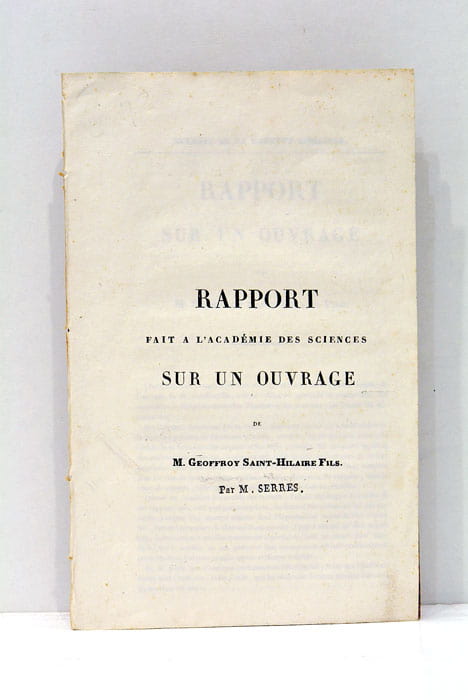 RAPPORT
FAIT A L'ACADÉMIE DES SCIENCES
SUR UN OUVRAGE
DE
M. GEOFFROY SAINT-HILAIRE FILS.
Par M. SERRES.